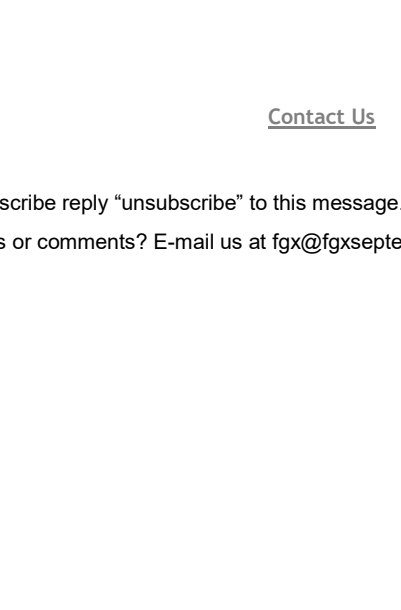 Contact Us
scribe reply “unsubscribe” to this message.
s or comments? E-mail us at fgx@fgxsepte